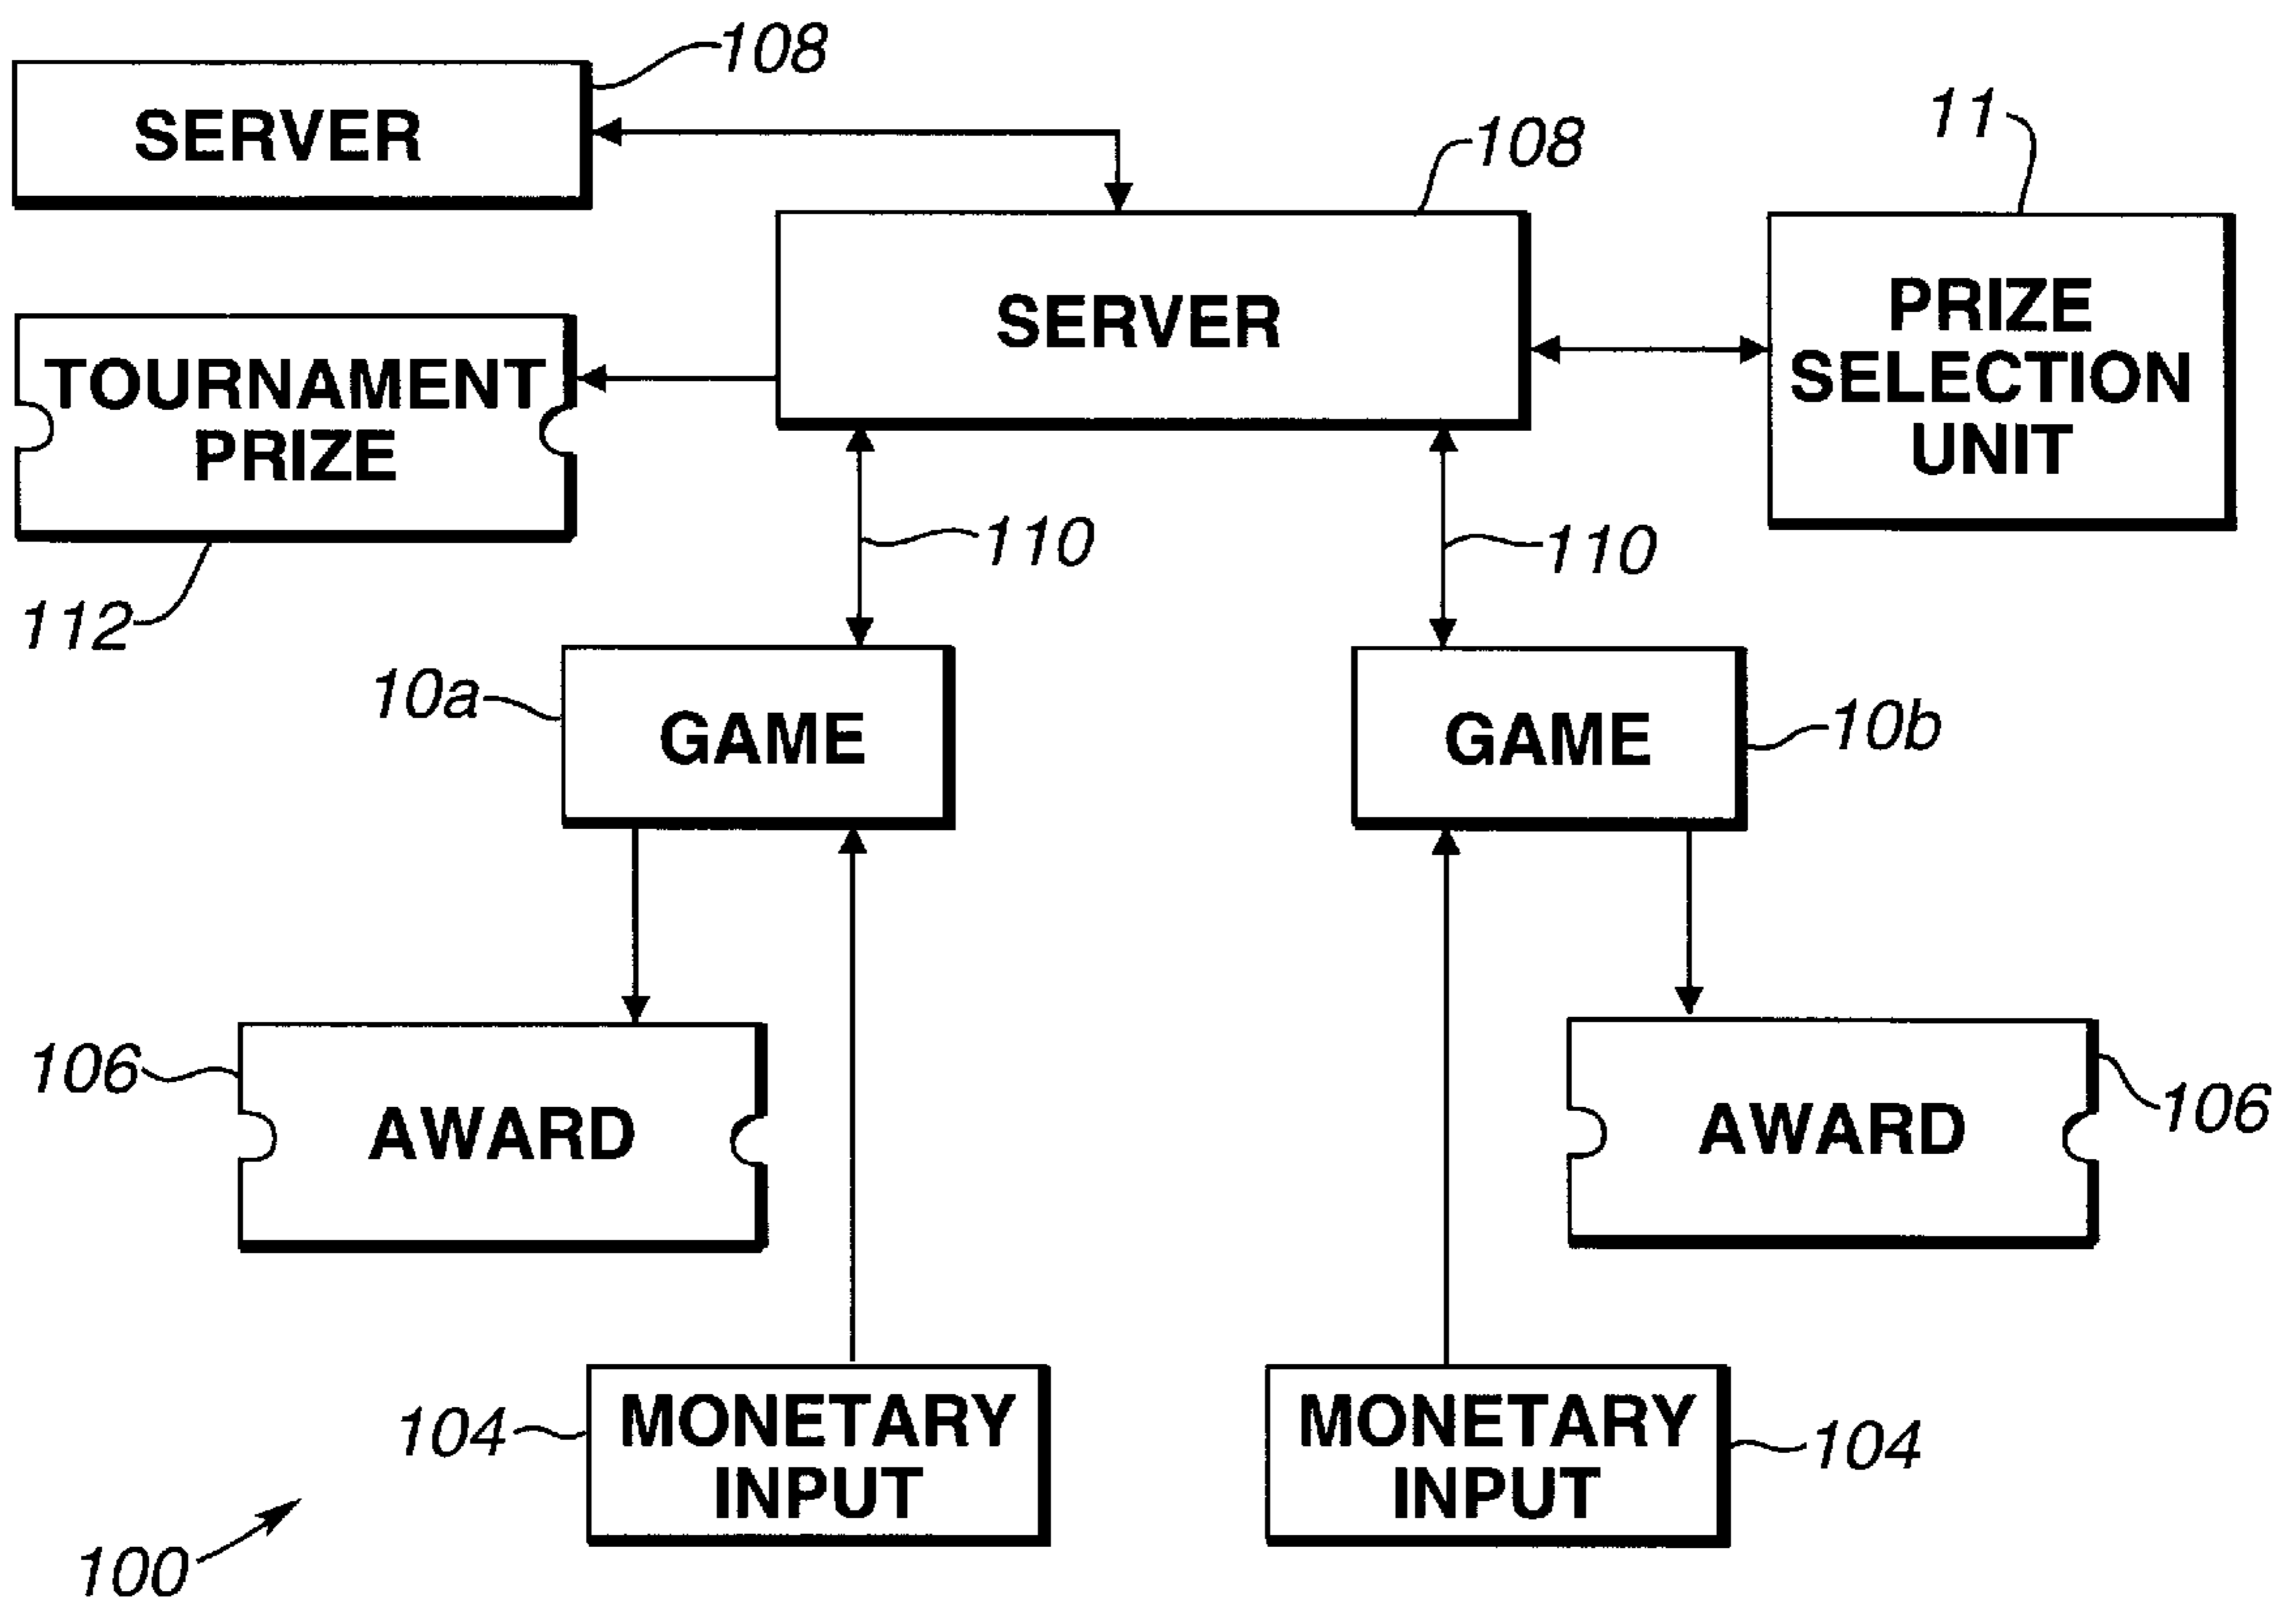 108
SERVER
108
11
SERVER
PRIZE
SELECTION
UNIT
TOURNAMENT
PRIZE
110
110
112
10a
GAME
GAME
10b
106
AWARD
AWARD
106
104
MONETARY
INPUT
MONETARY
INPUT
104
100